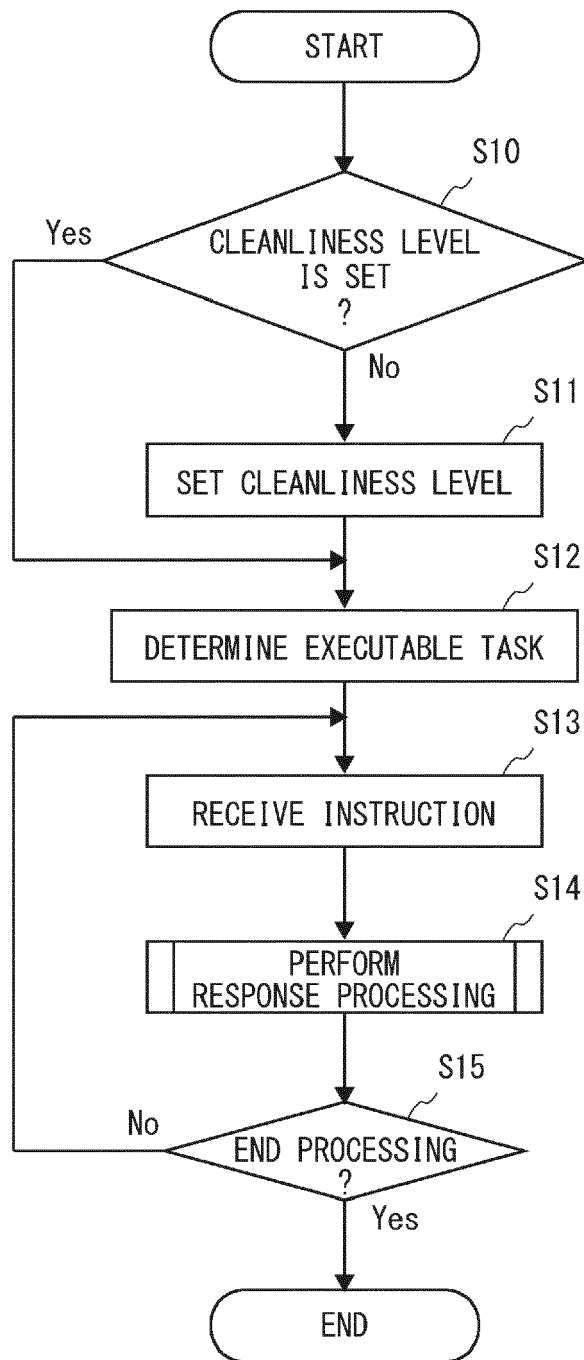 START
S10
Yes
CLEANLINESS LEVEL
IS SET
?
No
S11
SET CLEANLINESS LEVEL
S12
DETERMINE EXECUTABLE TASK
S13
RECEIVE INSTRUCTION
S14
PERFORM
RESPONSE PROCESSING
S15
No
END PROCESSING
?
Yes
END